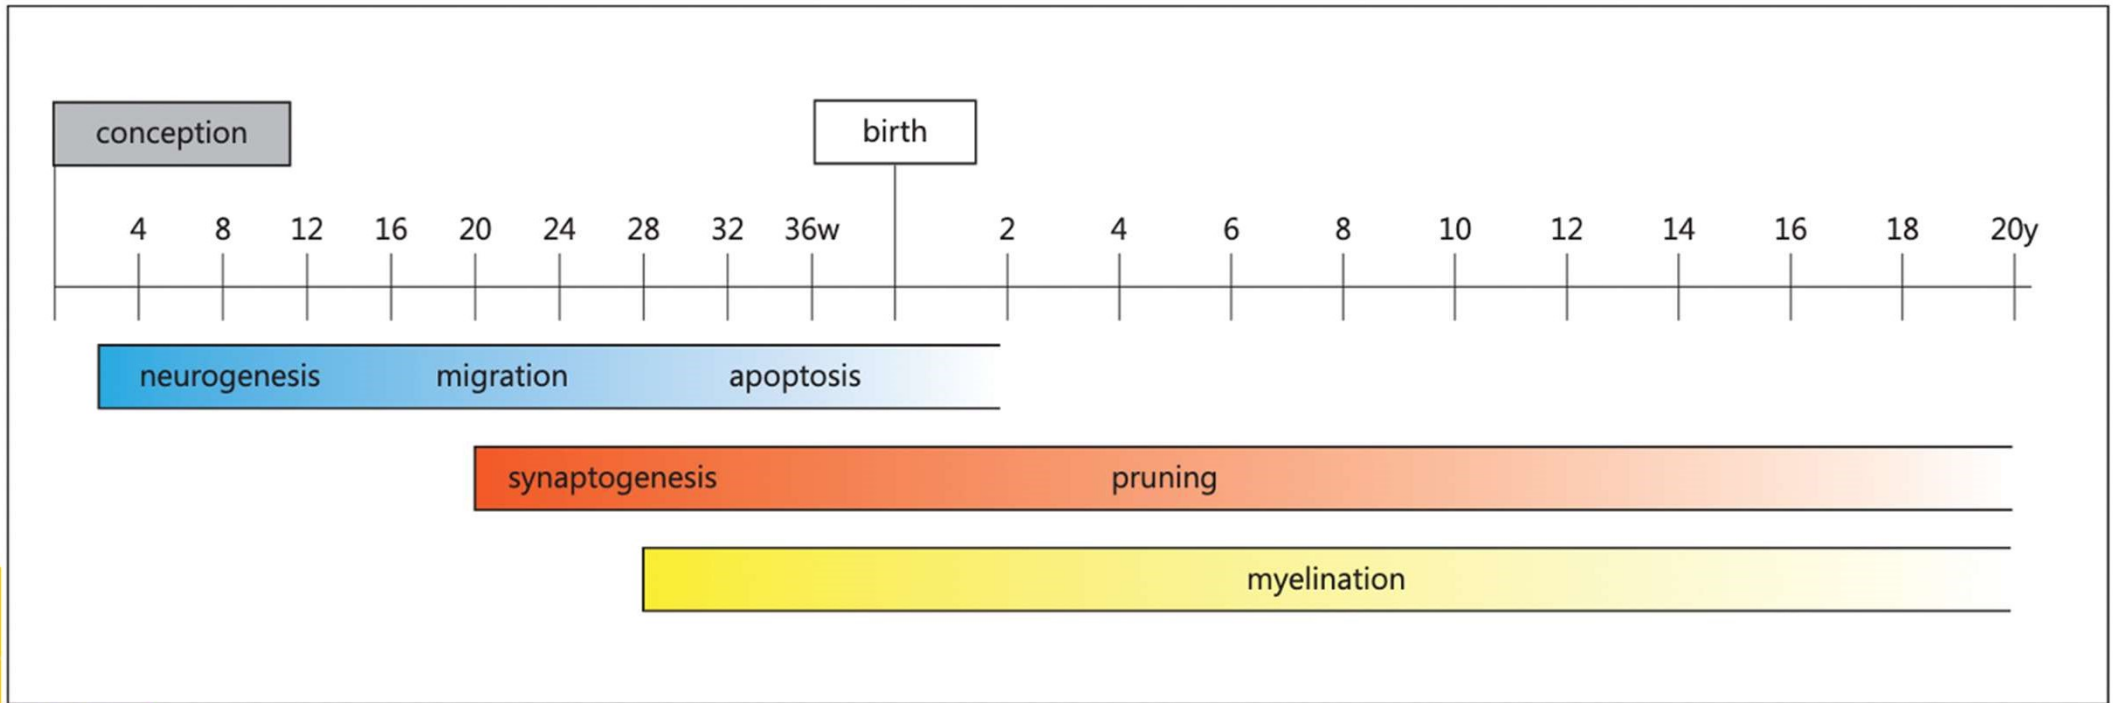 conception
birth
4 8 12 16 20 24 28 32 36w 2 4 6 8 10 12 14 16 18 20y
neurogenesis migration apoptosis
synaptogenesis pruning
myelination